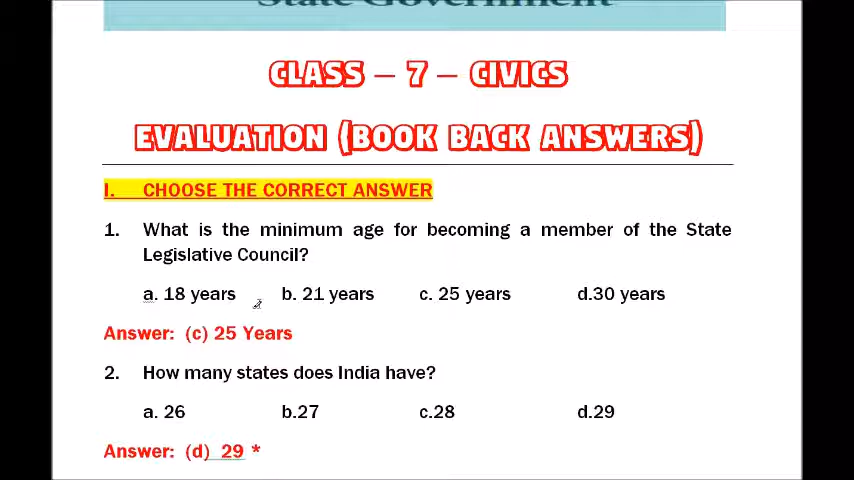 State Government
CLASS – 7 – CIVICS
EVALUATION (BOOK BACK ANSWERS)
I. CHOOSE THE CORRECT ANSWER
1. What is the minimum age for becoming a member of the State
Legislative Council?
a. 18 years b. 21 years c. 25 years d.30 years
Answer: (c) 25 Years
2. How many states does India have?
a. 26 b.27 c.28 d.29
Answer: (d) 29 *